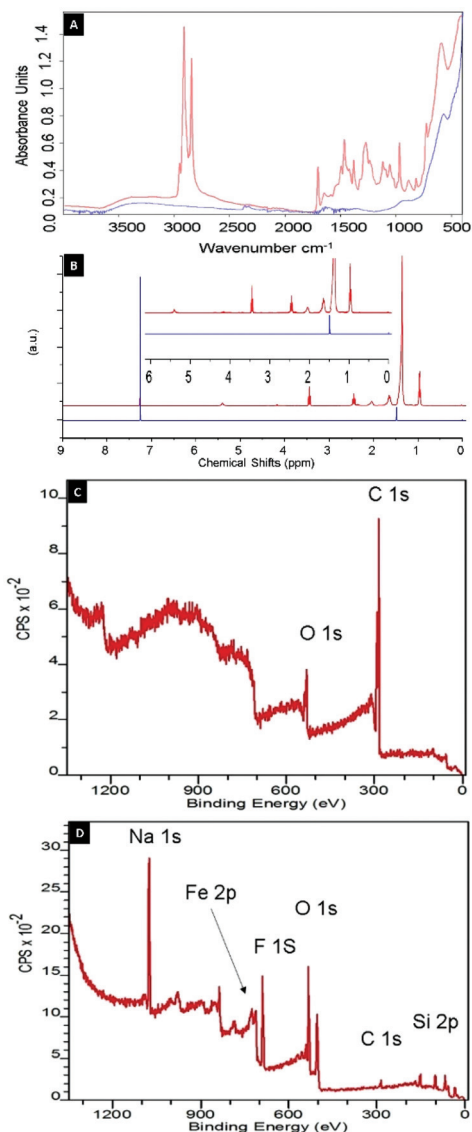 A
1.4
1.2
1.0
0.8
0.6
0.4
0.2
0.0
Absorbance Units
3500 3000 2500 2000 1500 1000 500
Wavenumber cm⁻¹
B
(a.u.)
6 5 4 3 2 1 0
9 8 7 6 5 4 3 2 1 0
Chemical Shifts (ppm)
C
C 1s
O 1s
10
8
6
4
2
0
CPS x 10⁻²
1200 900 600 300 0
Binding Energy (eV)
D
Na 1s
Fe 2p
F 1S
O 1s
C 1s
Si 2p
30
25
20
15
10
5
0
CPS x 10⁻²
1200 900 600 300 0
Binding Energy (eV)